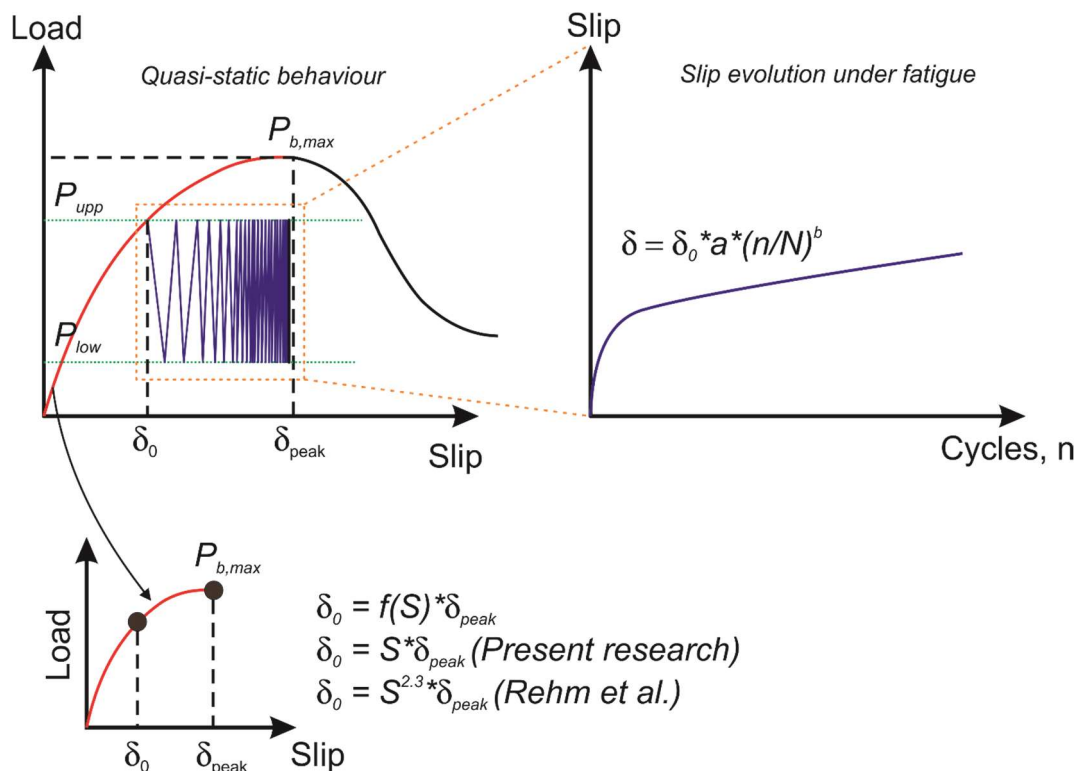 Load
Quasi-static behaviour
P_b,max
P_upp
P_low
δ_0
δ_peak
Slip
Slip
Slip evolution under fatigue
δ = δ_0*a*(n/N)^b
Cycles, n
Load
P_b,max
δ_0
δ_peak
Slip
δ_0 = f(S)*δ_peak
δ_0 = S*δ_peak (Present research)
δ_0 = S^2.3*δ_peak (Rehm et al.)